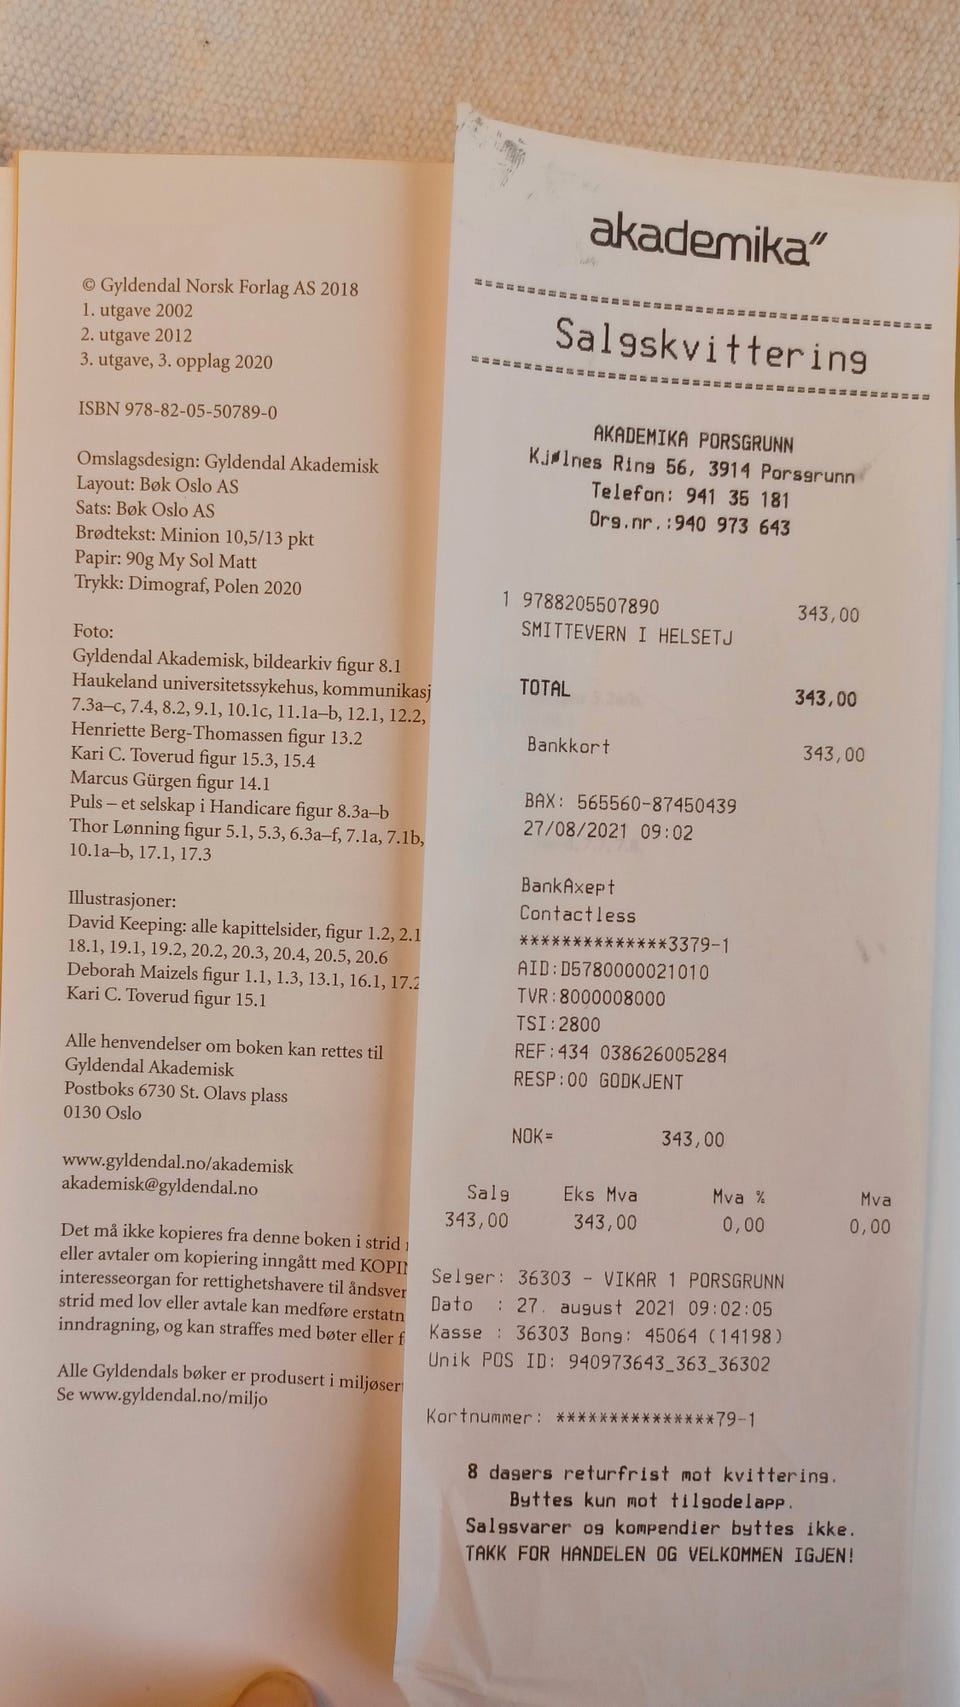 © Gyldendal Norsk Forlag AS 2018
1. utgave 2002
2. utgave 2012
3. utgave, 3. opplag 2020
ISBN 978-82-05-50789-0
Omslagsdesign: Gyldendal Akademisk
Layout: Bøk Oslo AS
Sats: Bøk Oslo AS
Brødtekst: Minion 10,5/13 pkt
Papir: 90g My Sol Matt
Trykk: Dimograf, Polen 2020
Foto:
Gyldendal Akademisk, bildearkiv figur 8.1
Haukeland universitetssykehus, kommunikasj
7.3a–c, 7.4, 8.2, 9.1, 10.1c, 11.1a–b, 12.1, 12.2,
Henriette Berg-Thomassen figur 13.2
Kari C. Toverud figur 15.3, 15.4
Marcus Gürgen figur 14.1
Puls – et selskap i Handicare figur 8.3a–b
Thor Lønning figur 5.1, 5.3, 6.3a–f, 7.1a, 7.1b,
10.1a–b, 17.1, 17.3
Illustrasjoner:
David Keeping: alle kapittelsider, figur 1.2, 2.1
18.1, 19.1, 19.2, 20.2, 20.3, 20.4, 20.5, 20.6
Deborah Maizels figur 1.1, 1.3, 13.1, 16.1, 17.2
Kari C. Toverud figur 15.1
Alle henvendelser om boken kan rettes til
Gyldendal Akademisk
Postboks 6730 St. Olavs plass
0130 Oslo
www.gyldendal.no/akademisk
akademisk@gyldendal.no
Det må ikke kopieres fra denne boken i strid
eller avtaler om kopiering inngått med KOPIN
interesseorgan for rettighetshavere til åndsver
strid med lov eller avtale kan medføre erstatn
inndragning, og kan straffes med bøter eller f
Alle Gyldendals bøker er produsert i miljøser
Se www.gyldendal.no/miljo
akademika"
Salgskvittering
AKADEMIKA PORSGRUNN
Kjølnes Ring 56, 3914 Porsgrunn
Telefon: 941 35 181
Org.nr.:940 973 643
1 9788205507890 343,00
SMITTEVERN I HELSETJ
TOTAL 343,00
Bankkort 343,00
BAX: 565560-87450439
27/08/2021 09:02
BankAxept
Contactless
**************3379-1
AID:D5780000021010
TVR:8000008000
TSI:2800
REF:434 038626005284
RESP:00 GODKJENT
NOK= 343,00
Salg Eks Mva Mva % Mva
343,00 343,00 0,00 0,00
Selger: 36303 - VIKAR 1 PORSGRUNN
Dato : 27. august 2021 09:02:05
Kasse : 36303 Bong: 45064 (14198)
Unik POS ID: 940973643_363_36302
Kortnummer: ***************79-1
8 dagers returfrist mot kvittering.
Byttes kun mot tilgodelapp.
Salgsvarer og kompendier byttes ikke.
TAKK FOR HANDELEN OG VELKOMMEN IGJEN!